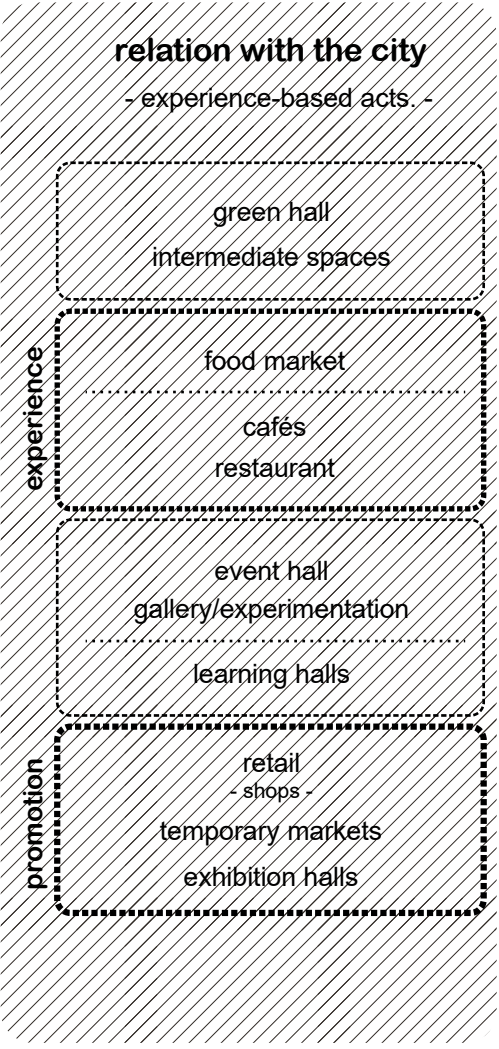 relation with the city
- experience-based acts. -
green hall
intermediate spaces
experience
food market
cafés
restaurant
event hall
gallery/experimentation
learning halls
promotion
retail
- shops -
temporary markets
exhibition halls